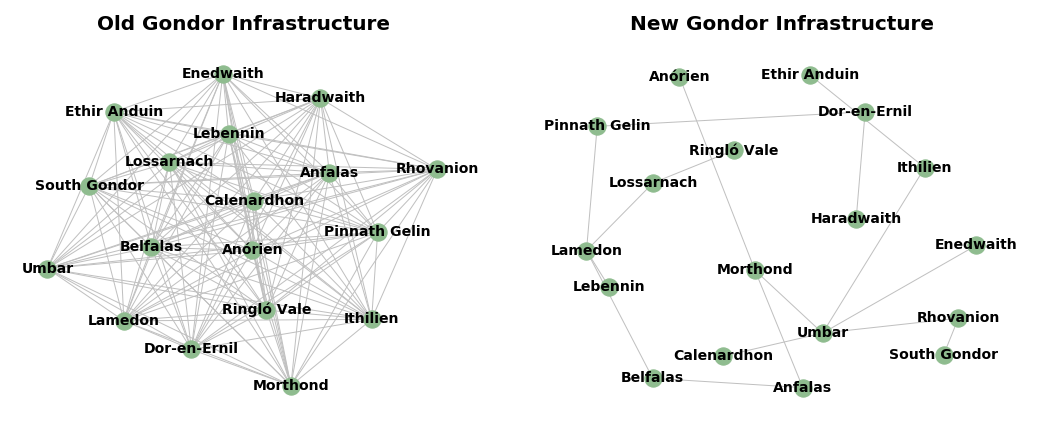 Old Gondor Infrastructure
Enedwaith
Haradwaith
Ethir Anduin
Lebennin
Lossarnach
Rhovanion
Anfalas
South Gondor
Calenardhon
Pinnath Gelin
Belfalas
Anórien
Umbar
Ringló Vale
Ithilien
Lamedon
Dor-en-Ernil
Morthond
New Gondor Infrastructure
Anórien
Ethir Anduin
Dor-en-Ernil
Pinnath Gelin
Ringló Vale
Ithilien
Lossarnach
Haradwaith
Enedwaith
Lamedon
Morthond
Lebennin
Rhovanion
Umbar
Calenardhon
South Gondor
Belfalas
Anfalas